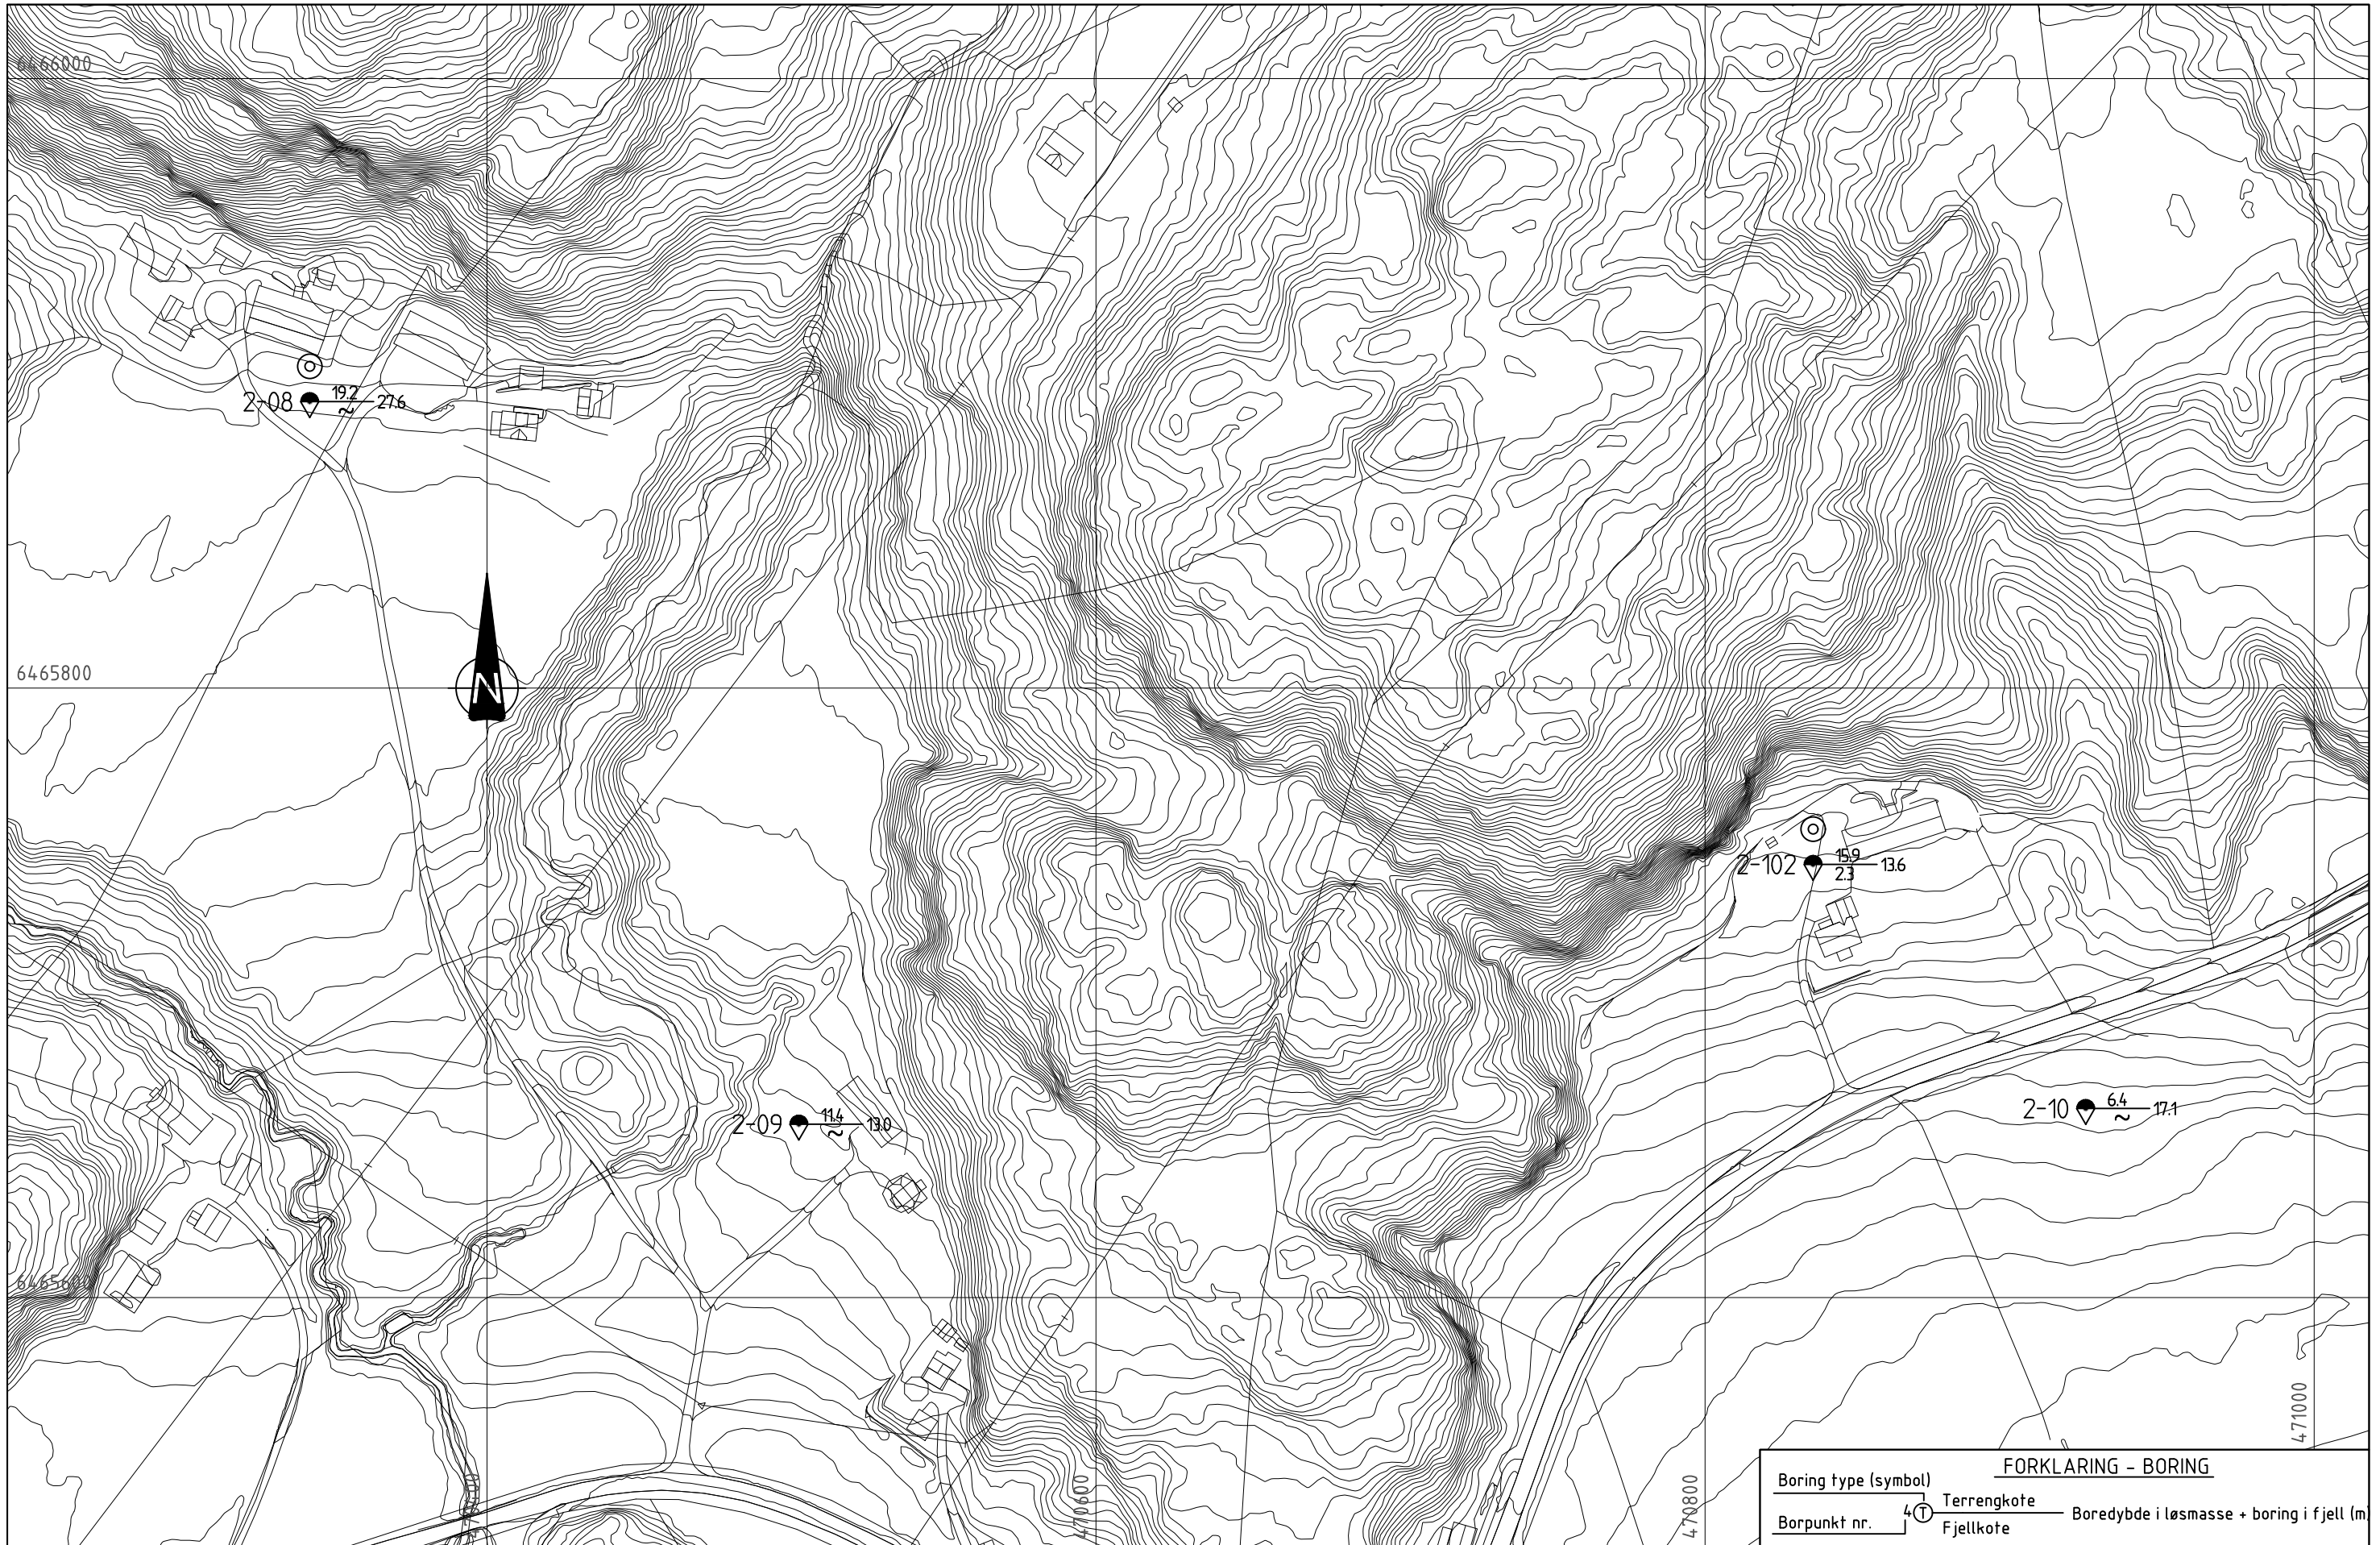 6466000
2-08 19.2 ~ 27.6
6465800
N
2-102 15.9 2.3 13.6
2-09 11.4 ~ 13.0
2-10 6.4 ~ 17.1
6465600
470600
470800
471000
FORKLARING - BORING
Boring type (symbol)
Borpunkt nr.
4 T
Terrengkote
Fjellkote
Boredybde i løsmasse + boring i fjell (m